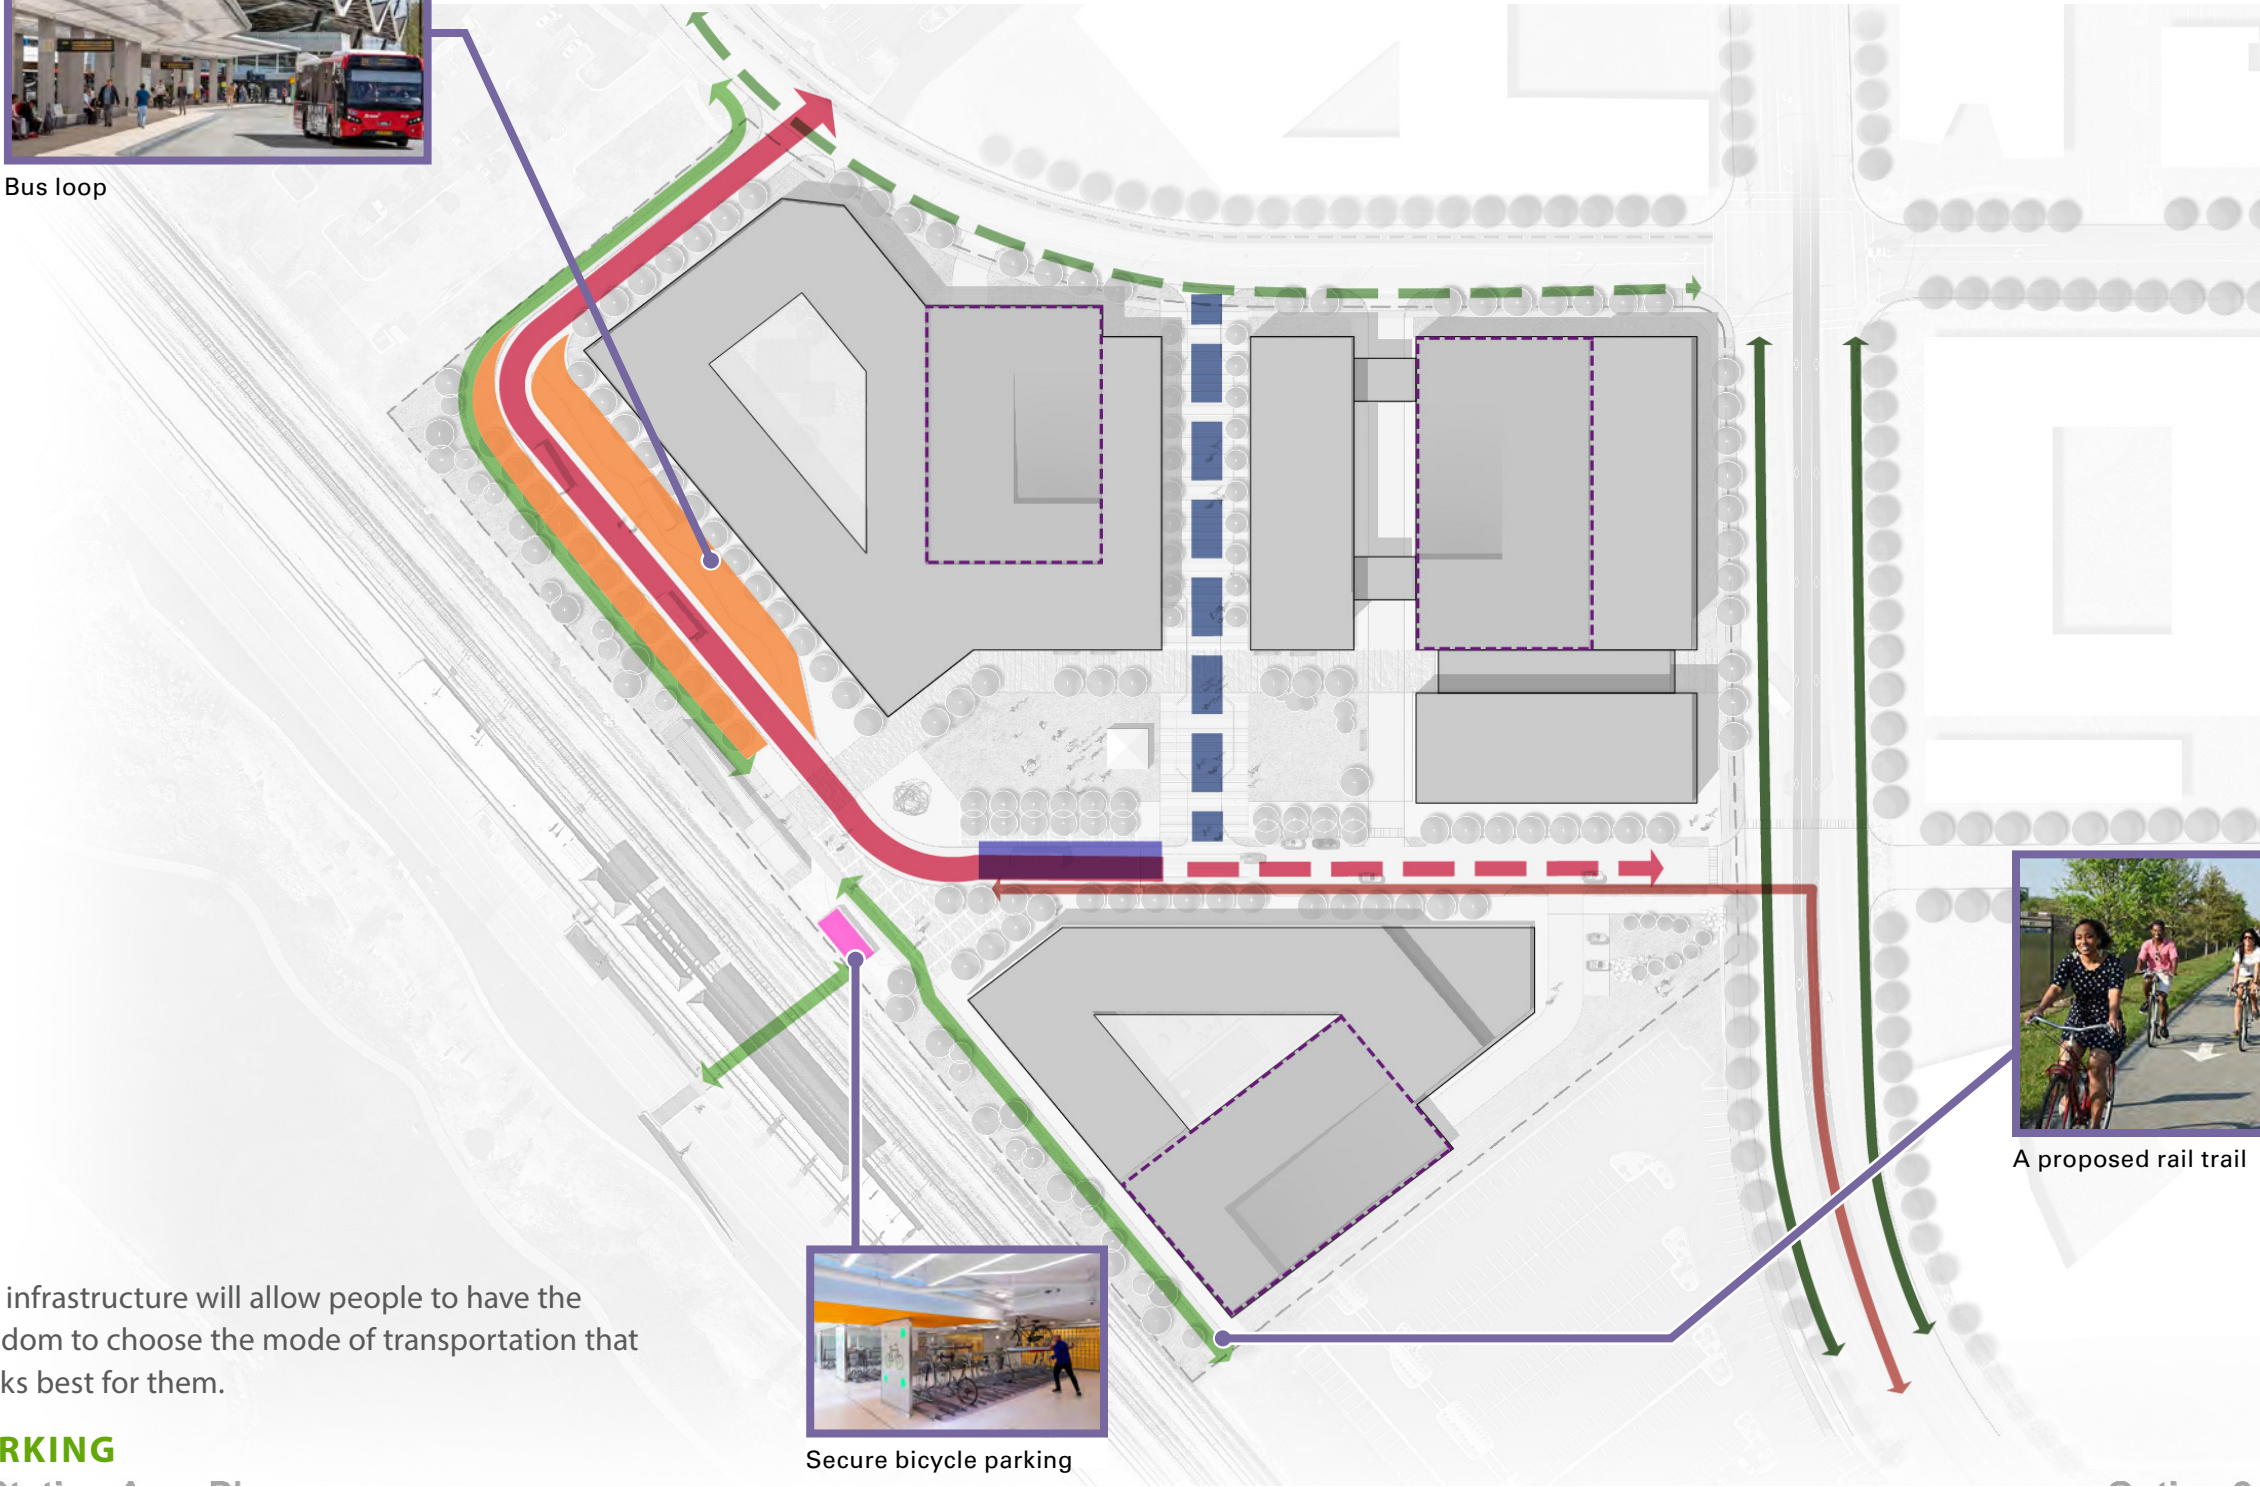 Bus loop
A proposed rail trail
infrastructure will allow people to have the
dom to choose the mode of transportation that
ks best for them.
Secure bicycle parking
RKING